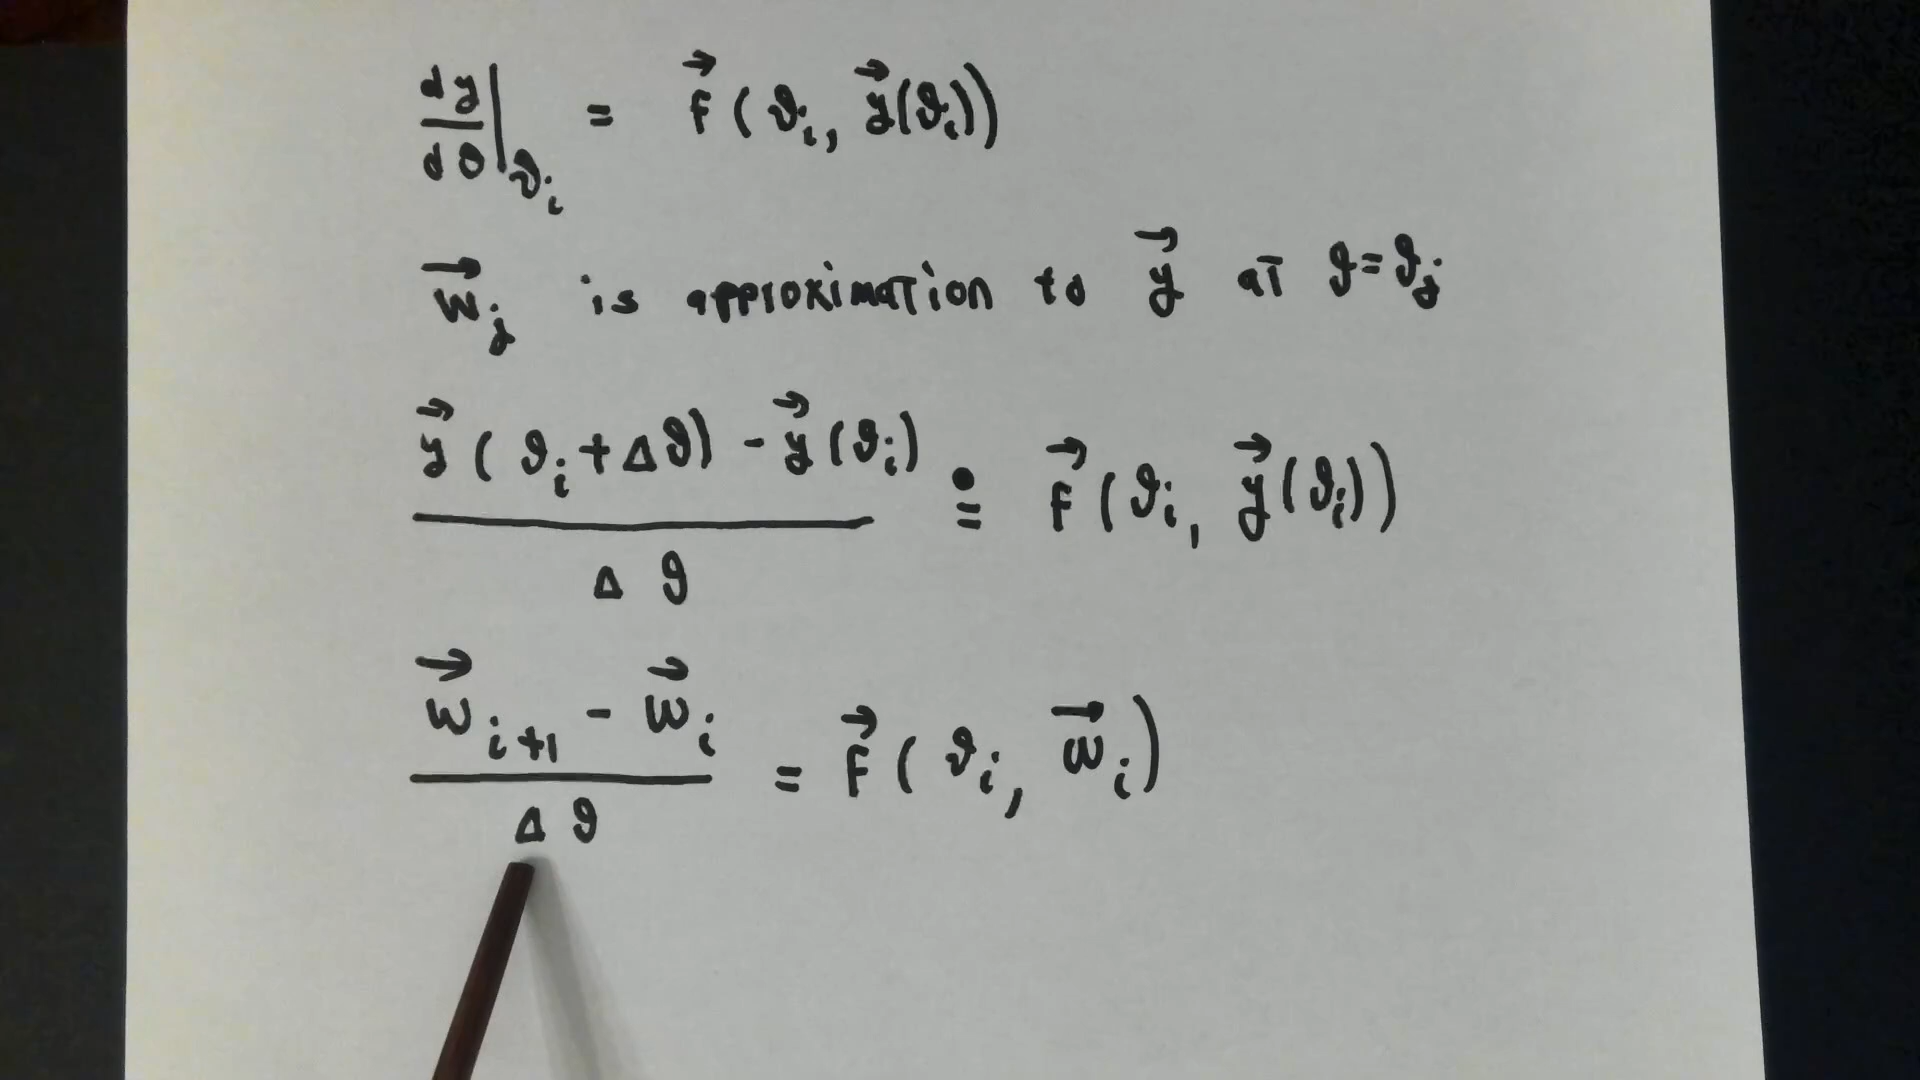 dy/dθ|ϑᵢ = f⃗(ϑᵢ, y⃗(ϑᵢ))
w⃗ⱼ is approximation to y⃗ at ϑ=ϑⱼ
(y⃗(ϑᵢ+Δϑ) - y⃗(ϑᵢ))/Δϑ ≐ f⃗(ϑᵢ, y⃗(ϑᵢ))
(w⃗ᵢ₊₁ - w⃗ᵢ)/Δϑ = f⃗(ϑᵢ, w⃗ᵢ)